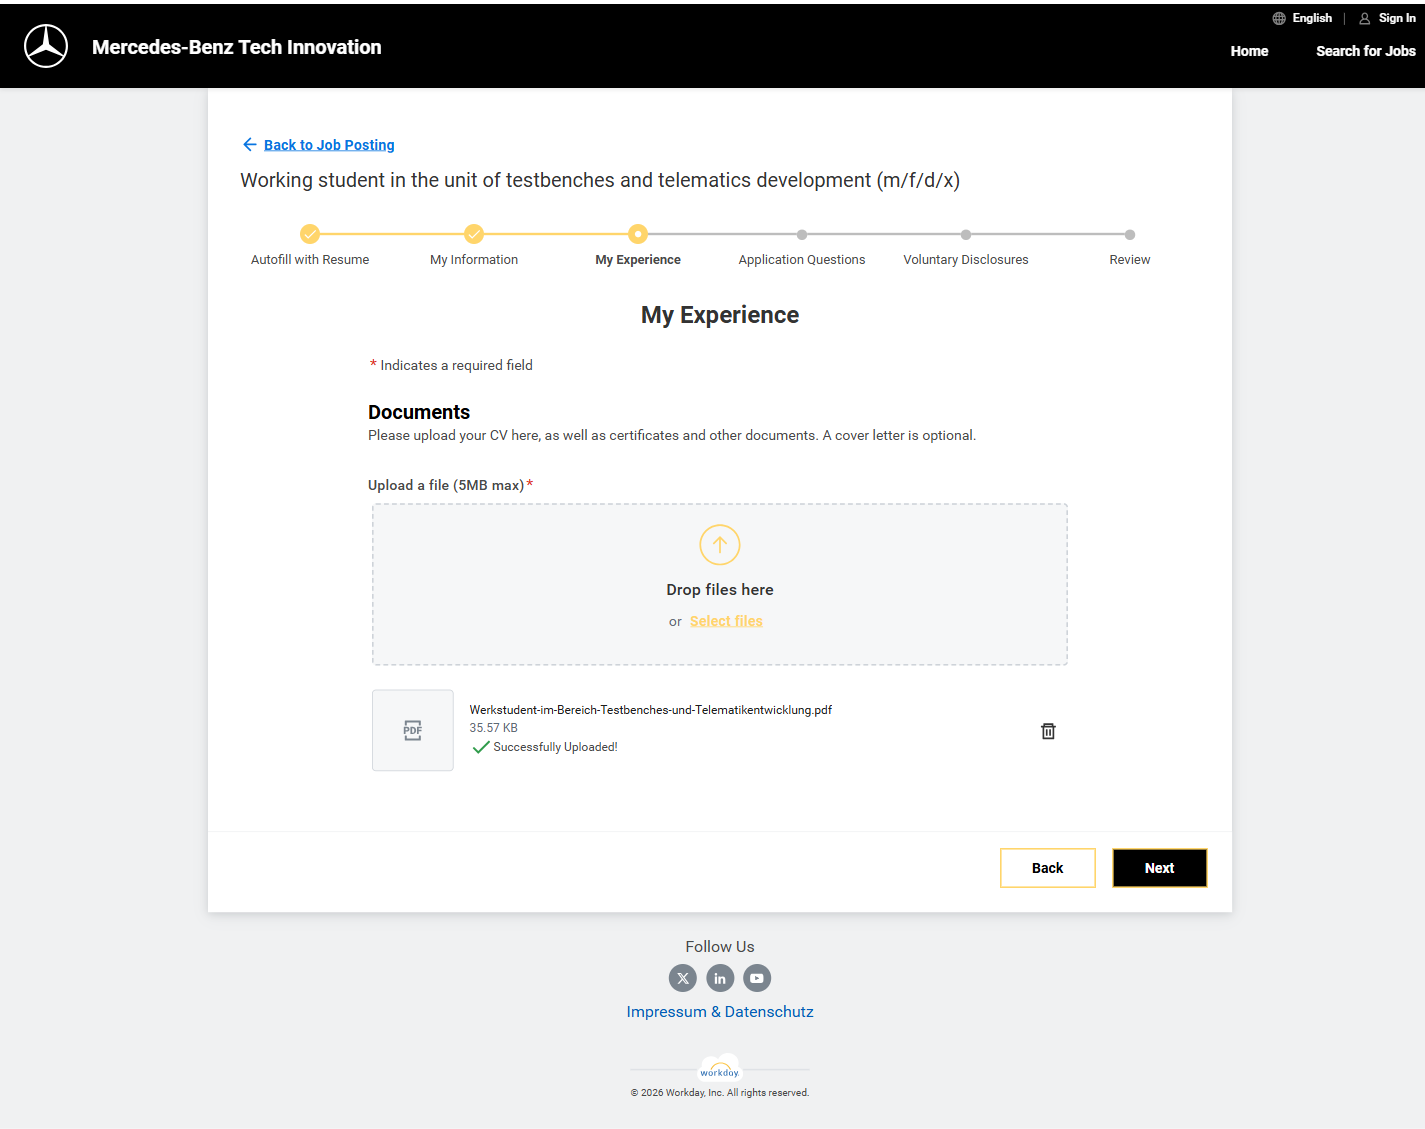 English | Sign In
Mercedes-Benz Tech Innovation
Home Search for Jobs
Back to Job Posting
Working student in the unit of testbenches and telematics development (m/f/d/x)
Autofill with Resume My Information My Experience Application Questions Voluntary Disclosures Review
My Experience
* Indicates a required field
Documents
Please upload your CV here, as well as certificates and other documents. A cover letter is optional.
Upload a file (5MB max)*
Drop files here
or Select files
PDF
Werkstudent-im-Bereich-Testbenches-und-Telematikentwicklung.pdf
35.57 KB
Successfully Uploaded!
Back Next
Follow Us
X in
Impressum & Datenschutz
workday.
© 2026 Workday, Inc. All rights reserved.